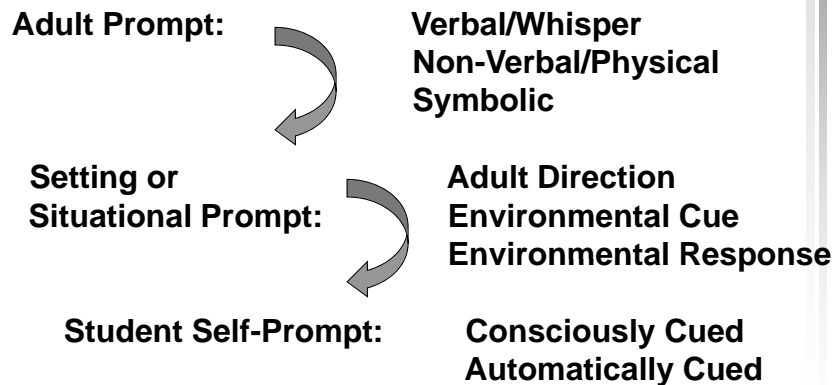 Adult Prompt: Verbal/Whisper
Non-Verbal/Physical
Symbolic
Setting or Adult Direction
Situational Prompt: Environmental Cue
Environmental Response
Student Self-Prompt: Consciously Cued
Automatically Cued